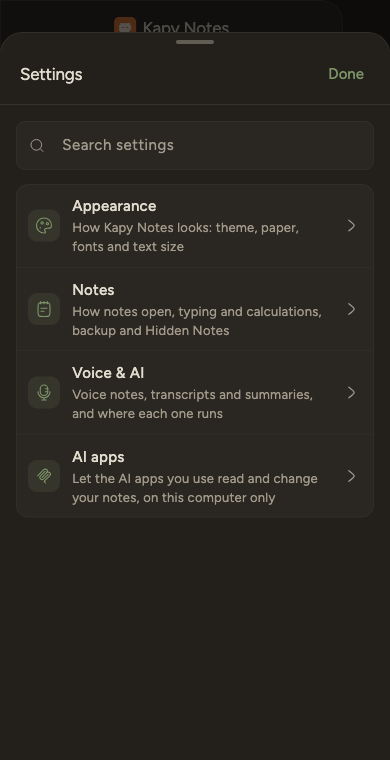 Kapy Notes
Settings
Done
Search settings
Appearance
How Kapy Notes looks: theme, paper,
fonts and text size
Notes
How notes open, typing and calculations,
backup and Hidden Notes
Voice & AI
Voice notes, transcripts and summaries,
and where each one runs
AI apps
Let the AI apps you use read and change
your notes, on this computer only